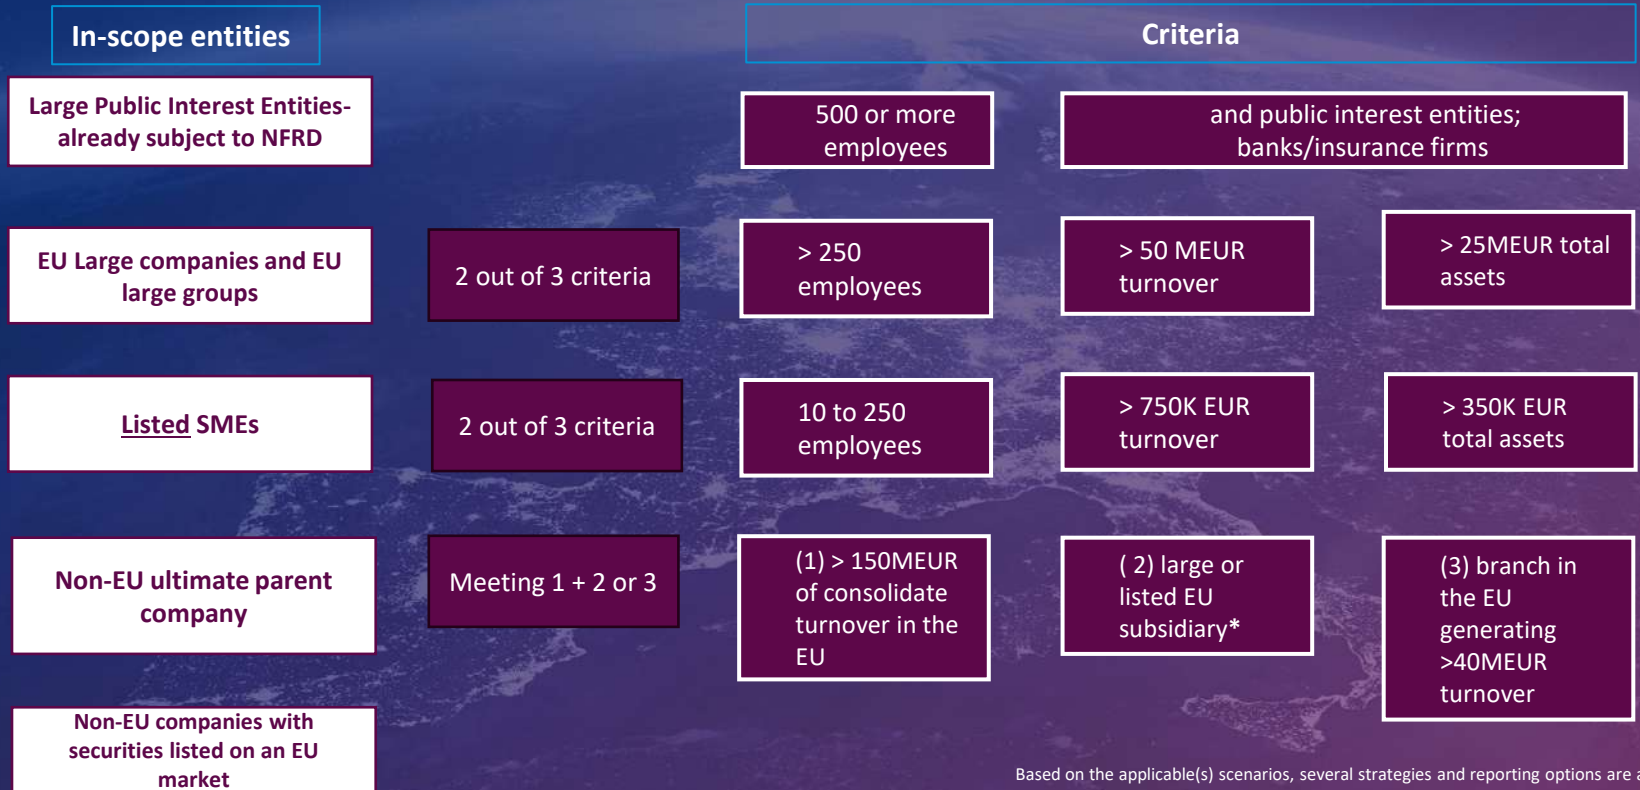 In-scope entities
Criteria
Large Public Interest Entities-
already subject to NFRD
500 or more
employees
and public interest entities;
banks/insurance firms
EU Large companies and EU
large groups
2 out of 3 criteria
> 250
employees
> 50 MEUR
turnover
> 25MEUR total
assets
Listed SMEs
2 out of 3 criteria
10 to 250
employees
> 750K EUR
turnover
> 350K EUR
total assets
Non-EU ultimate parent
company
Meeting 1 + 2 or 3
(1) > 150MEUR
of consolidate
turnover in the
EU
( 2) large or
listed EU
subsidiary*
(3) branch in
the EU
generating
>40MEUR
turnover
Non-EU companies with
securities listed on an EU
market
Based on the applicable(s) scenarios, several strategies and reporting options are